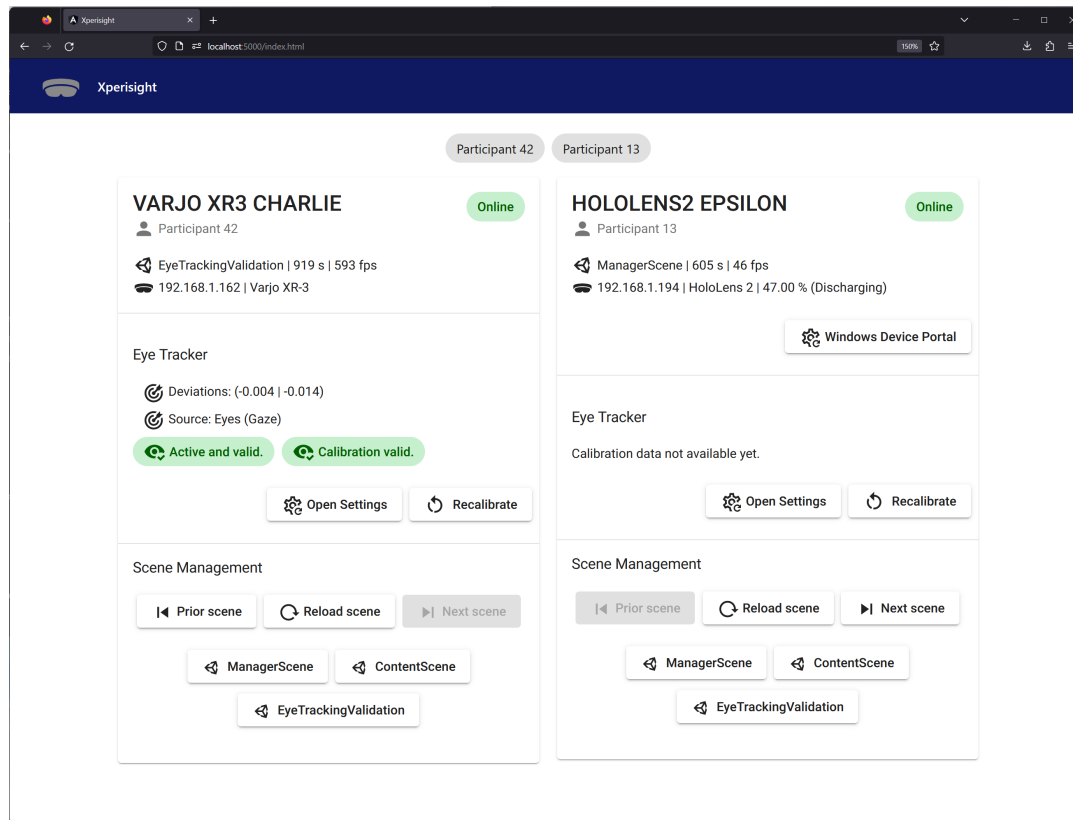 Xperisight
localhost:5000/index.html
150%
Xperisight
Participant 42
Participant 13
VARJO XR3 CHARLIE
Online
Participant 42
EyeTrackingValidation | 919 s | 593 fps
192.168.1.162 | Varjo XR-3
Eye Tracker
Deviations: (-0.004 | -0.014)
Source: Eyes (Gaze)
Active and valid.
Calibration valid.
Open Settings
Recalibrate
Scene Management
Prior scene
Reload scene
Next scene
ManagerScene
ContentScene
EyeTrackingValidation
HOLOLENS2 EPSILON
Online
Participant 13
ManagerScene | 605 s | 46 fps
192.168.1.194 | HoloLens 2 | 47.00 % (Discharging)
Windows Device Portal
Eye Tracker
Calibration data not available yet.
Open Settings
Recalibrate
Scene Management
Prior scene
Reload scene
Next scene
ManagerScene
ContentScene
EyeTrackingValidation